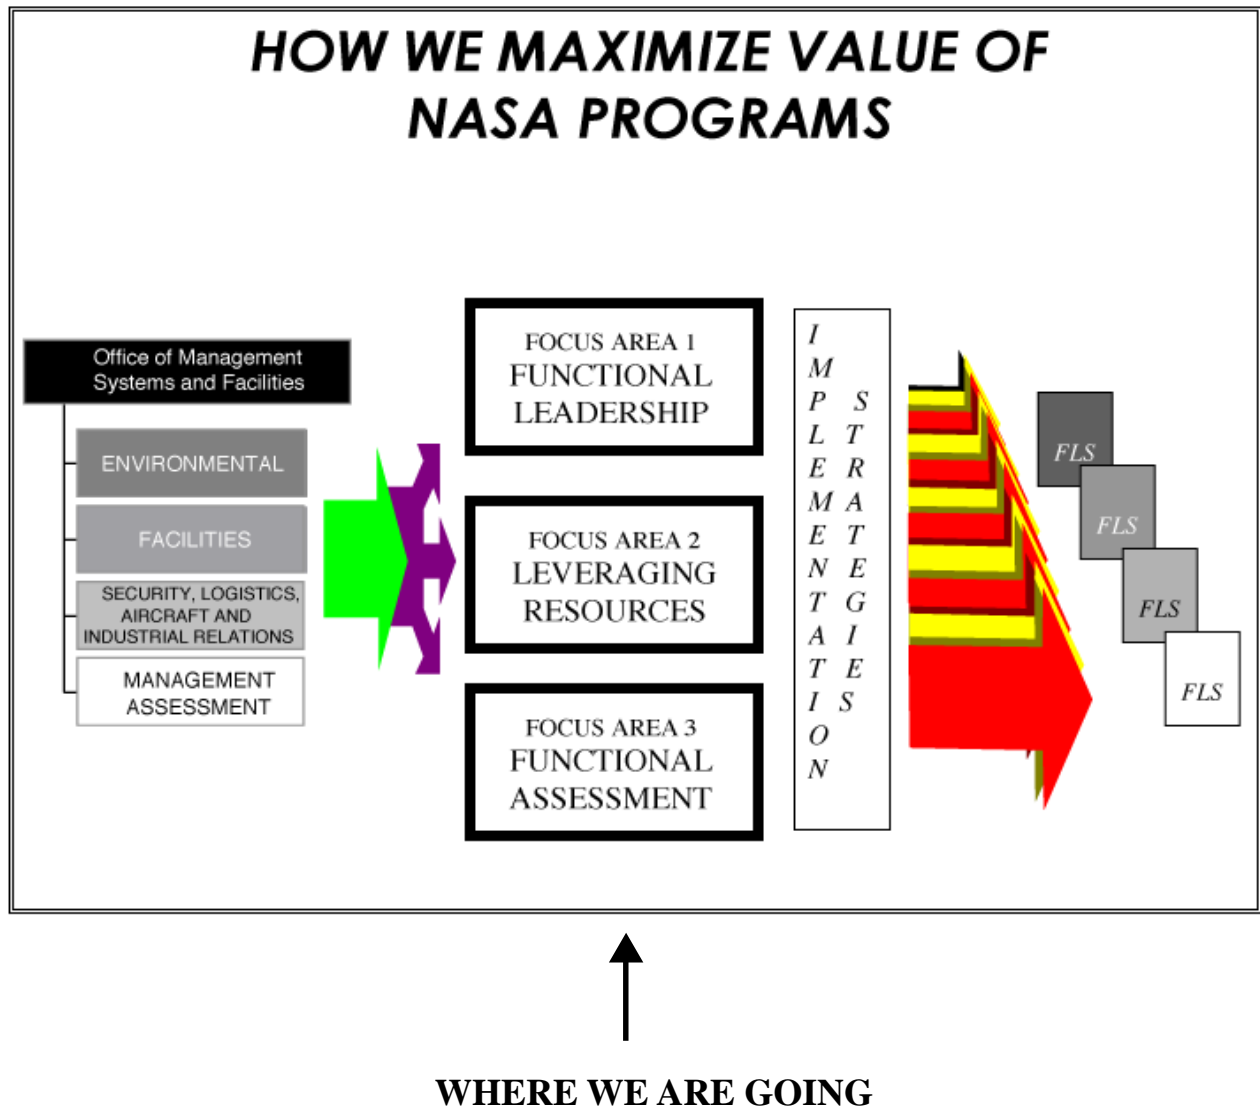 HOW WE MAXIMIZE VALUE OF
NASA PROGRAMS
Office of Management
Systems and Facilities
ENVIRONMENTAL
FACILITIES
SECURITY, LOGISTICS,
AIRCRAFT AND
INDUSTRIAL RELATIONS
MANAGEMENT
ASSESSMENT
FOCUS AREA 1
FUNCTIONAL
LEADERSHIP
FOCUS AREA 2
LEVERAGING
RESOURCES
FOCUS AREA 3
FUNCTIONAL
ASSESSMENT
IMPLEMENTATION
STRATEGIES
FLS
FLS
FLS
FLS
WHERE WE ARE GOING